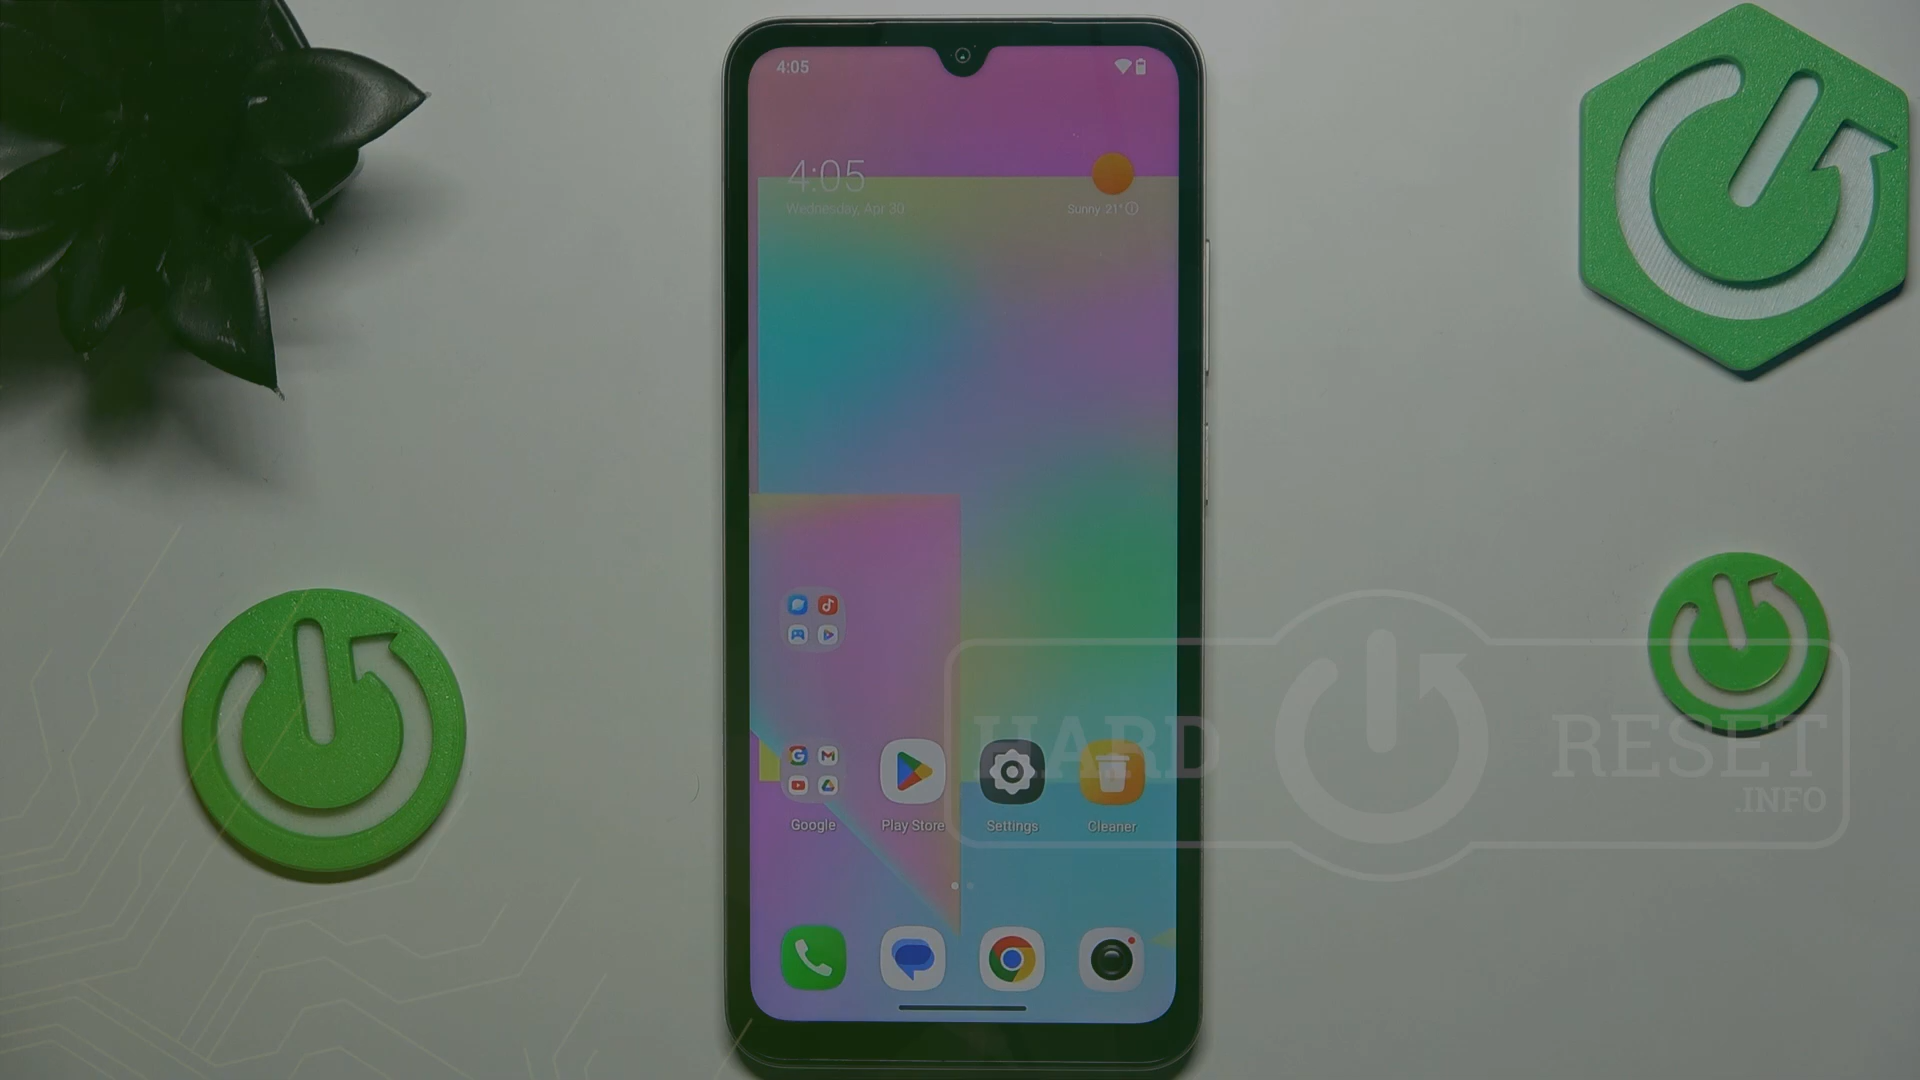 4:05
4:05
Wednesday, Apr 30
Sunny 21°
Google
Play Store
Settings
Cleaner
HARD RESET
.INFO